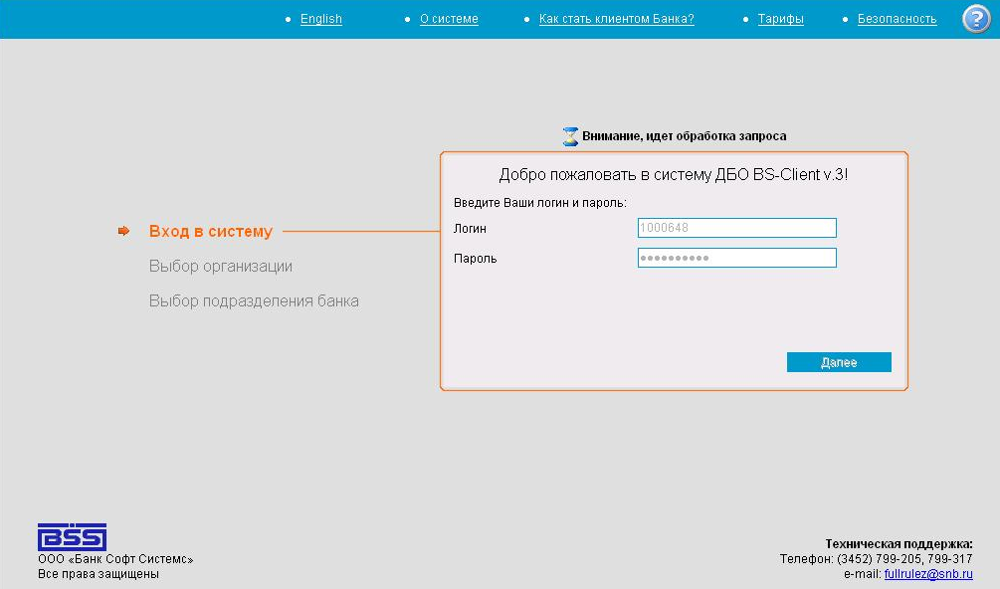 English
О системе
Как стать клиентом Банка?
Тарифы
Безопасность
?
Внимание, идет обработка запроса
Добро пожаловать в систему ДБО BS-Client v.3!
Введите Ваши логин и пароль:
Логин
1000648
Пароль
••••••••••
Далее
Вход в систему
Выбор организации
Выбор подразделения банка
BSS
ООО «Банк Софт Системс»
Все права защищены
Техническая поддержка:
Телефон: (3452) 799-205, 799-317
e-mail: fullrulez@snb.ru